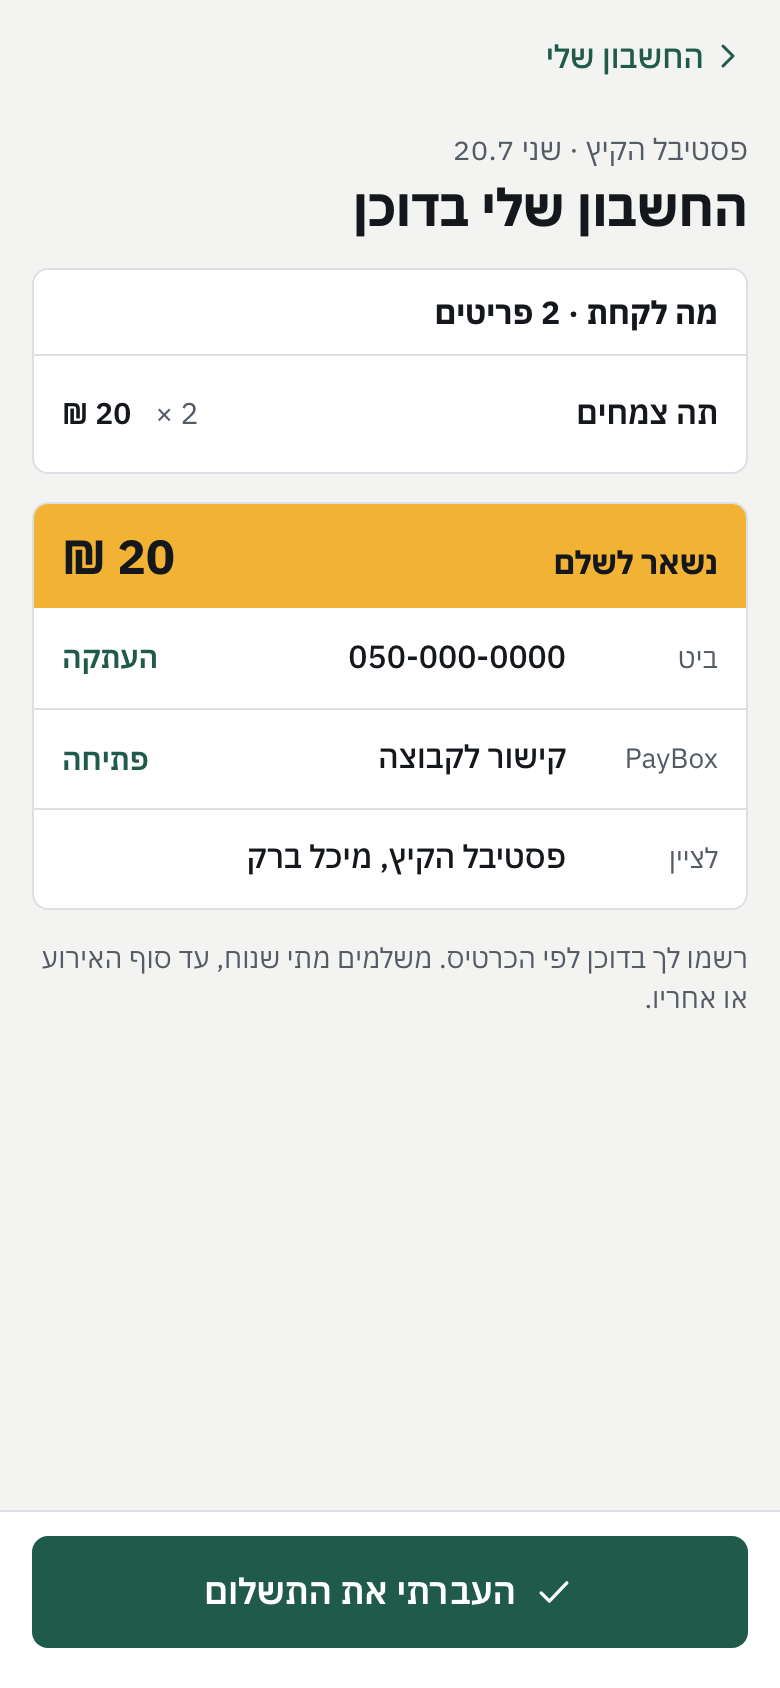 החשבון שלי
פסטיבל הקיץ · שני 20.7
החשבון שלי בדוכן
מה לקחת · 2 פריטים
תה צמחים 2 × 20 ₪
נשאר לשלם 20 ₪
ביט 050-000-0000 העתקה
PayBox קישור לקבוצה פתיחה
לציין פסטיבל הקיץ, מיכל ברק
רשמו לך בדוכן לפי הכרטיס. משלמים מתי שנוח, עד סוף האירוע
או אחריו.
העברתי את התשלום